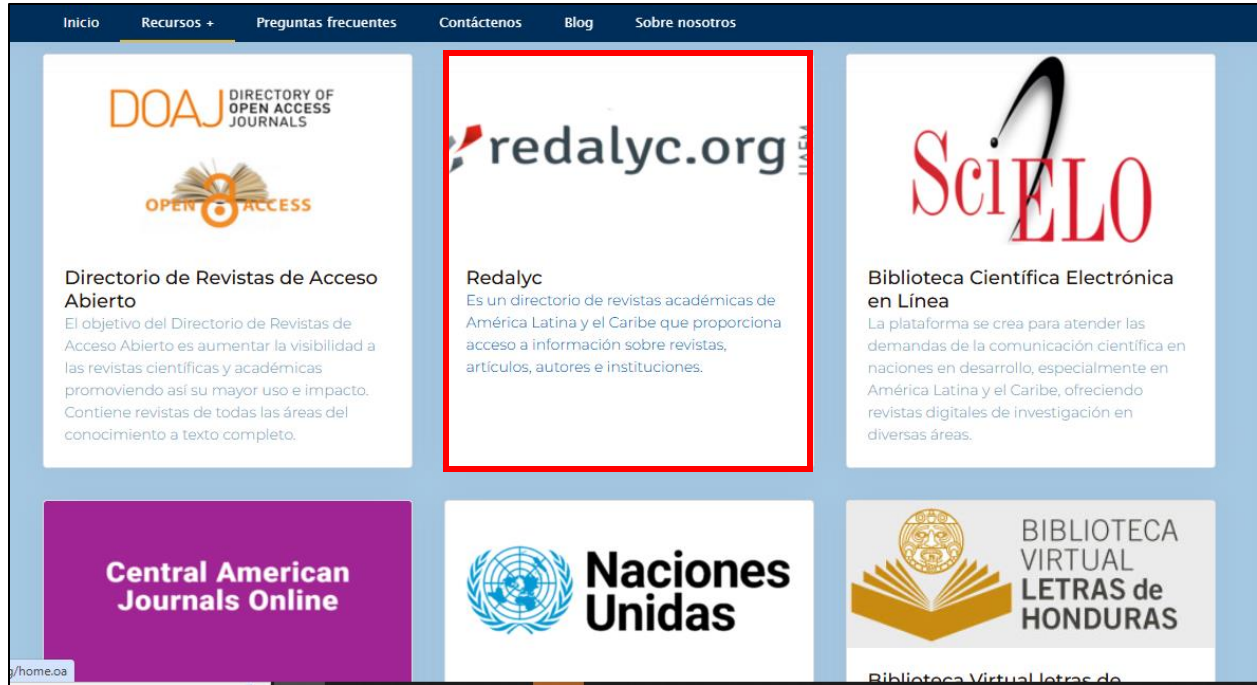 Inicio Recursos + Preguntas frecuentes Contáctenos Blog Sobre nosotros
DOAJ DIRECTORY OF
OPEN ACCESS
JOURNALS
OPEN ACCESS
Directorio de Revistas de Acceso
Abierto
El objetivo del Directorio de Revistas de
Acceso Abierto es aumentar la visibilidad a
las revistas científicas y académicas
promoviendo así su mayor uso e impacto.
Contiene revistas de todas las áreas del
conocimiento a texto completo.
redalyc.org
UAEM
Redalyc
Es un directorio de revistas académicas de
América Latina y el Caribe que proporciona
acceso a información sobre revistas,
artículos, autores e instituciones.
SciELO
Biblioteca Científica Electrónica
en Línea
La plataforma se crea para atender las
demandas de la comunicación científica en
naciones en desarrollo, especialmente en
América Latina y el Caribe, ofreciendo
revistas digitales de investigación en
diversas áreas.
Central American
Journals Online
Naciones
Unidas
BIBLIOTECA
VIRTUAL
LETRAS de
HONDURAS
Biblioteca Virtual letras de
/home.oa